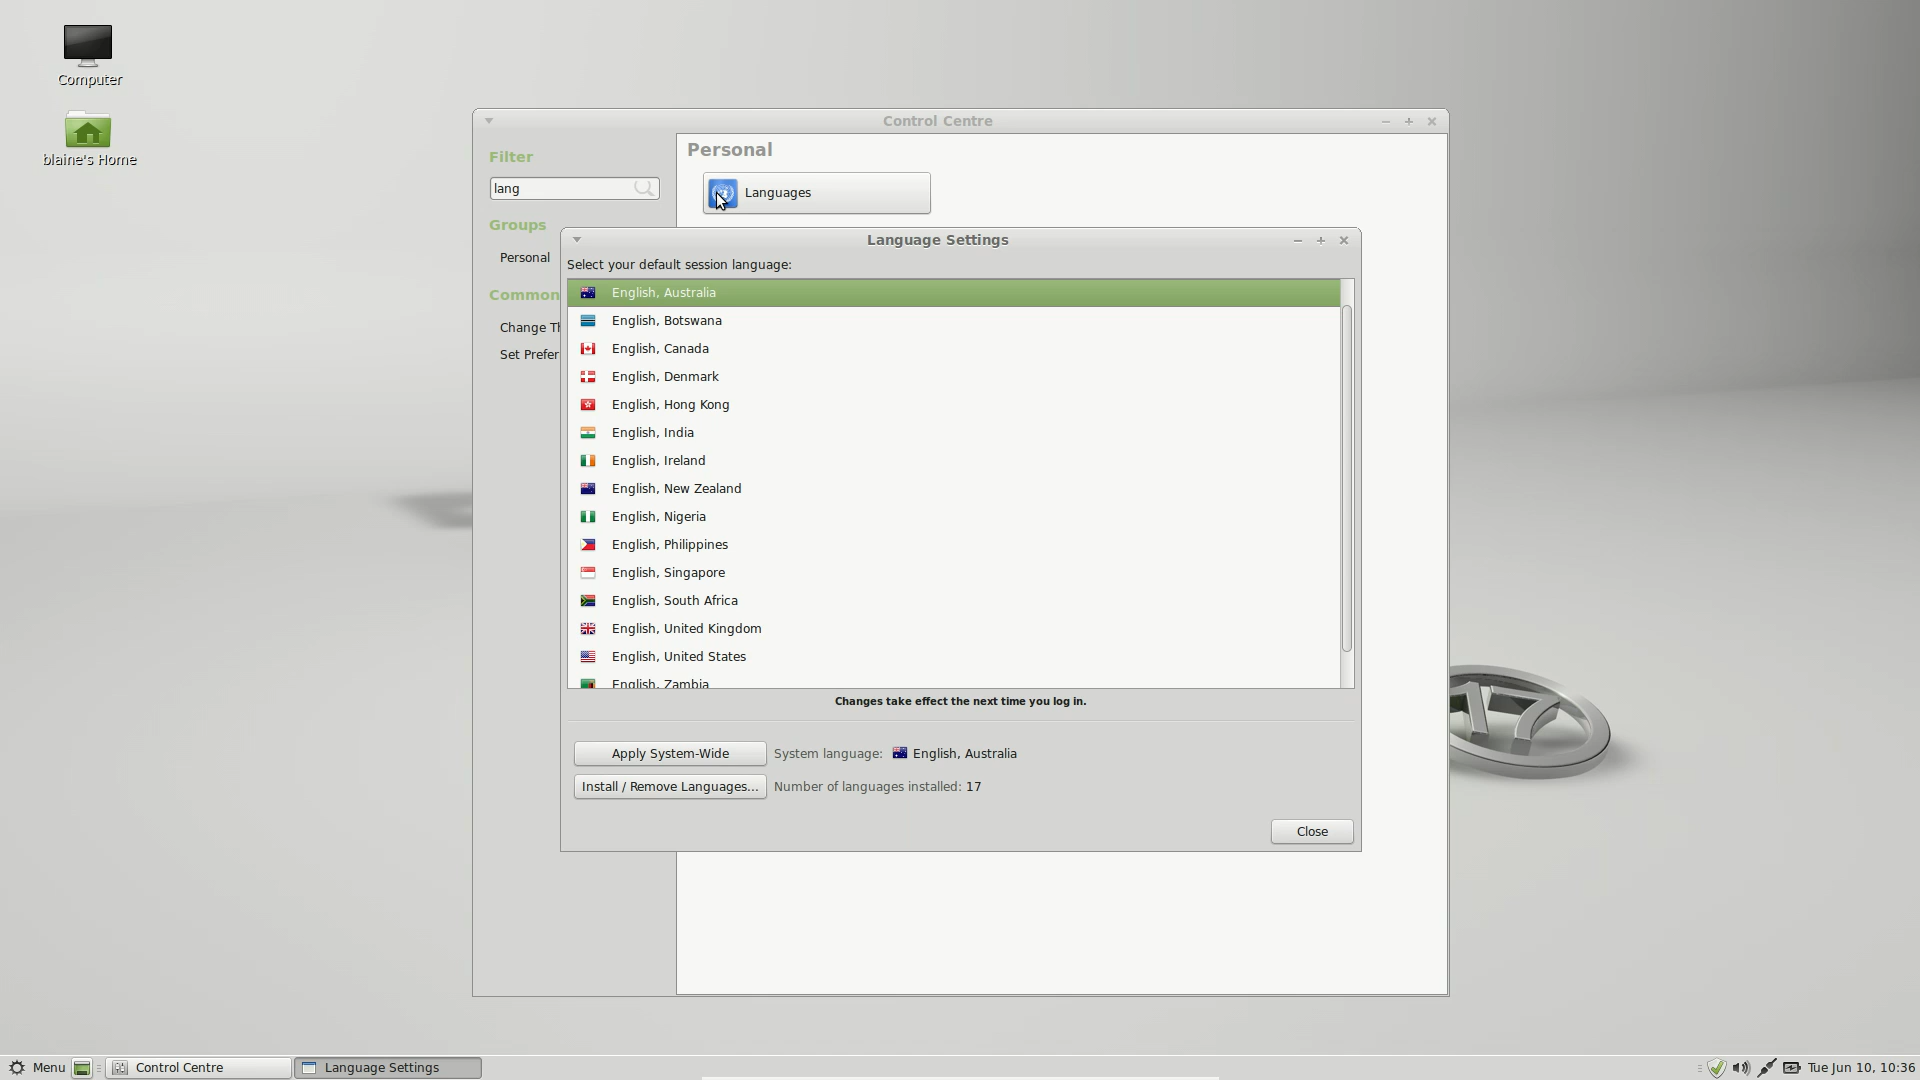 Computer
blaine's Home
Control Centre
Filter
lang
Groups
Personal
Common
Change Th
Set Prefer
Personal
Languages
Language Settings
Select your default session language:
English, Australia
English, Botswana
English, Canada
English, Denmark
English, Hong Kong
English, India
English, Ireland
English, New Zealand
English, Nigeria
English, Philippines
English, Singapore
English, South Africa
English, United Kingdom
English, United States
English, Zambia
Changes take effect the next time you log in.
Apply System-Wide System language: English, Australia
Install / Remove Languages... Number of languages installed: 17
Close
17
Menu Control Centre Language Settings Tue Jun 10, 10:36